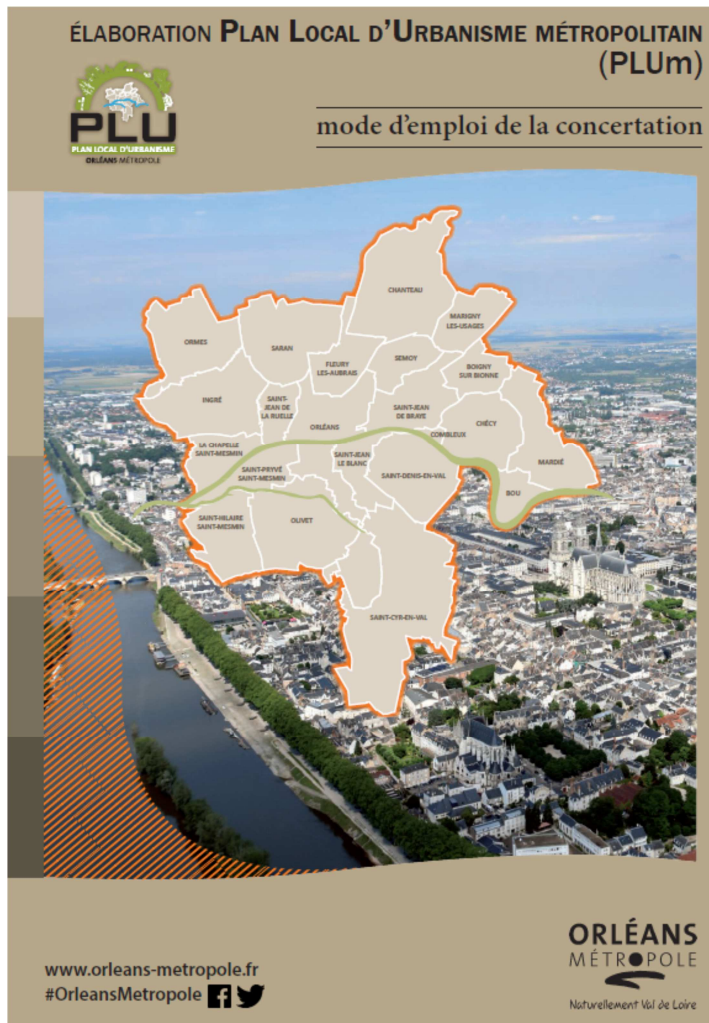 ÉLABORATION PLAN LOCAL D'URBANISME MÉTROPOLITAIN
(PLUm)
PLU
PLAN LOCAL D'URBANISME
ORLÉANS MÉTROPOLE
mode d'emploi de la concertation
CHANTEAU
MARIGNY
LES-USAGES
ORMES
SARAN
FLEURY
LES-AUBRAIS
SEMOY
BOIGNY
SUR BIONNE
INGRÉ
SAINT-
JEAN DE
LA RUELLE
ORLÉANS
SAINT-JEAN
DE BRAYE
CHÉCY
COMBLEUX
LA CHAPELLE
SAINT-MESMIN
SAINT-JEAN
LE BLANC
MARDIÉ
SAINT-PRYVÉ
SAINT-MESMIN
SAINT-DENIS-EN-VAL
BOU
SAINT-HILAIRE
SAINT-MESMIN
OLIVET
SAINT-CYR-EN-VAL
www.orleans-metropole.fr
#OrleansMetropole
ORLÉANS
MÉTROPOLE
Naturellement Val de Loire